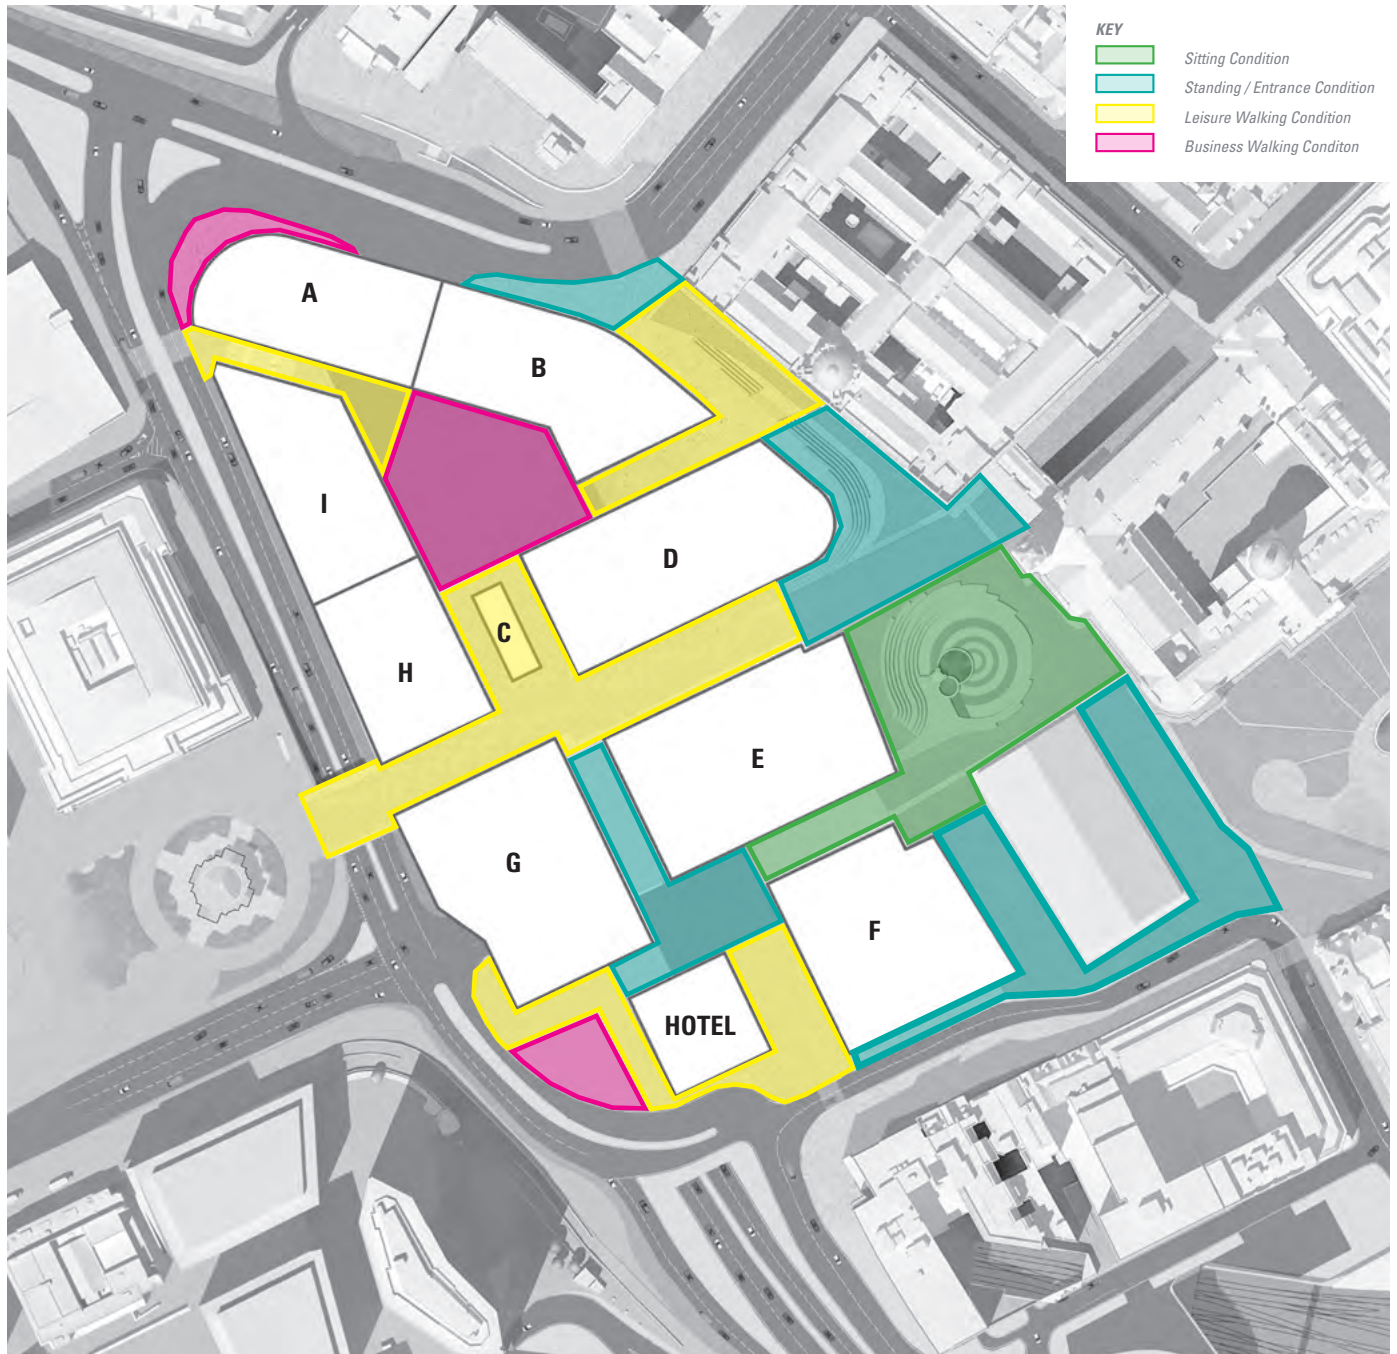 KEY
Sitting Condition
Standing / Entrance Condition
Leisure Walking Condition
Business Walking Conditon
A
B
I
D
C
H
E
G
F
HOTEL